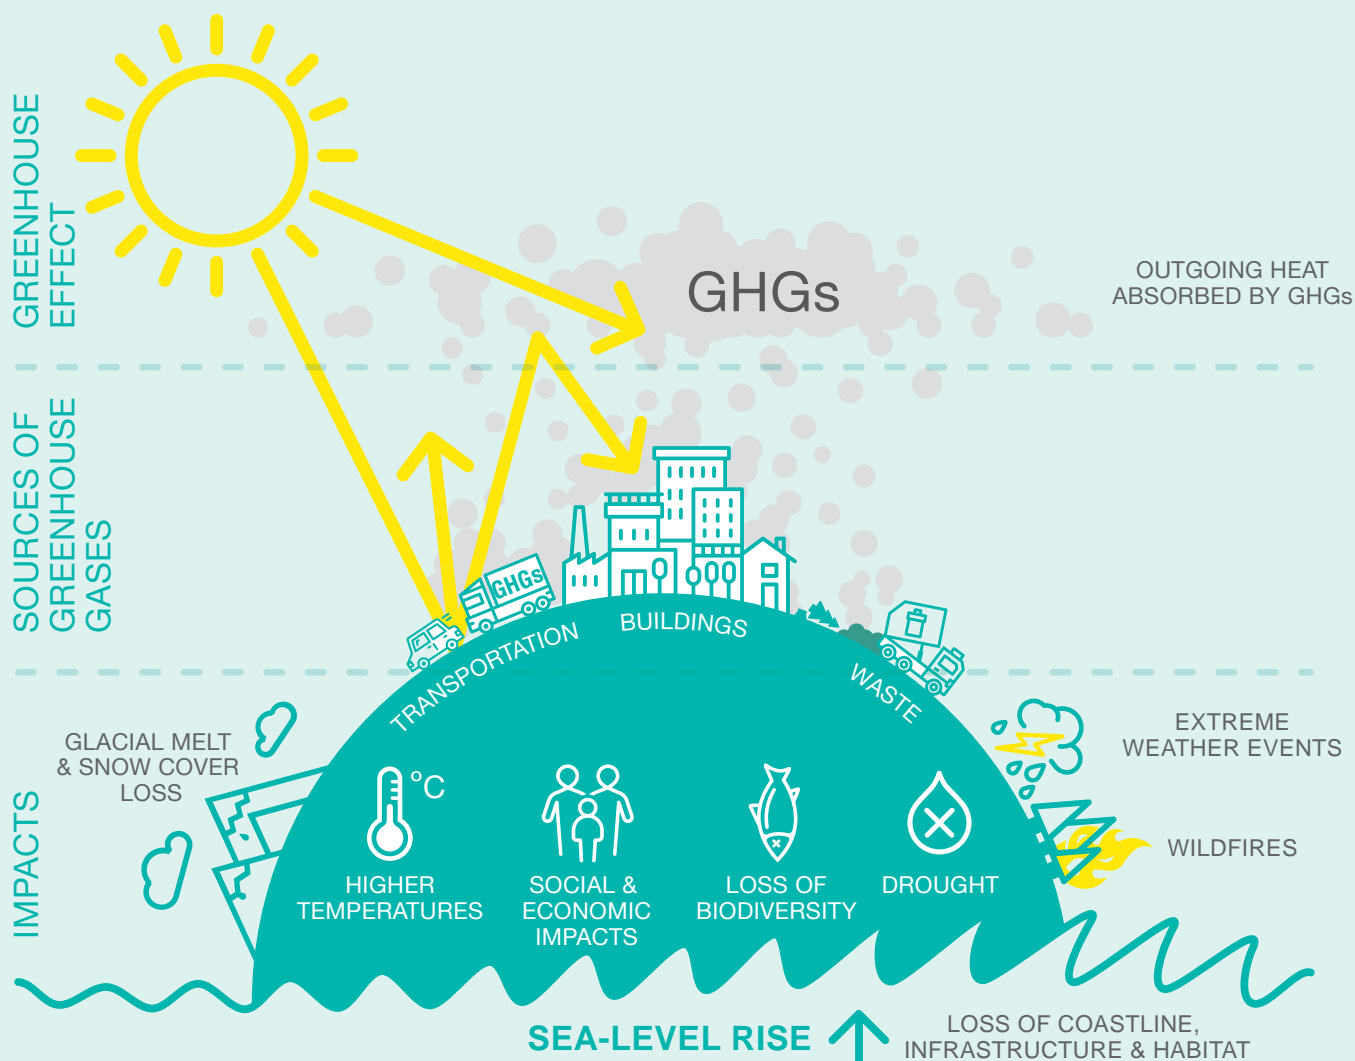 GREENHOUSE
EFFECT
GHGs
OUTGOING HEAT
ABSORBED BY GHGs
SOURCES OF
GREENHOUSE
GASES
GHGs
TRANSPORTATION
BUILDINGS
WASTE
IMPACTS
GLACIAL MELT
& SNOW COVER
LOSS
EXTREME
WEATHER EVENTS
WILDFIRES
°C
HIGHER
TEMPERATURES
SOCIAL &
ECONOMIC
IMPACTS
LOSS OF
BIODIVERSITY
DROUGHT
SEA-LEVEL RISE
LOSS OF COASTLINE,
INFRASTRUCTURE & HABITAT